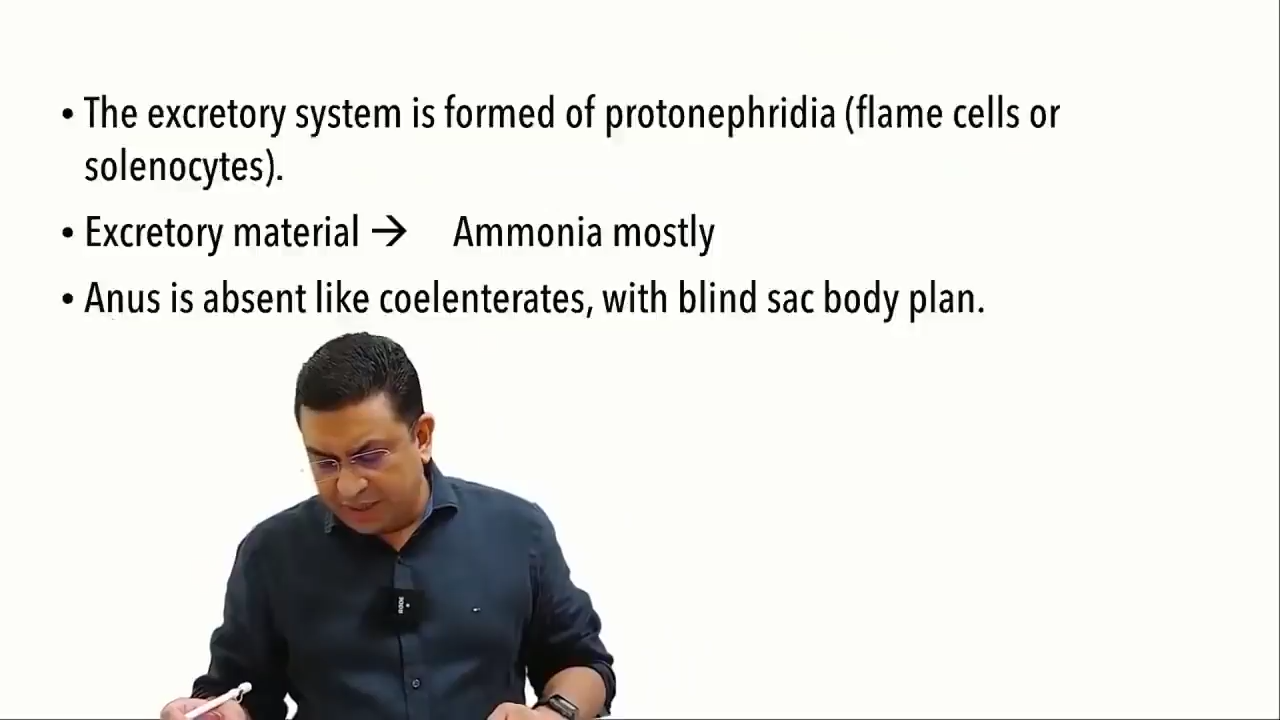 • The excretory system is formed of protonephridia (flame cells or
solenocytes).
• Excretory material → Ammonia mostly
• Anus is absent like coelenterates, with blind sac body plan.
RODE